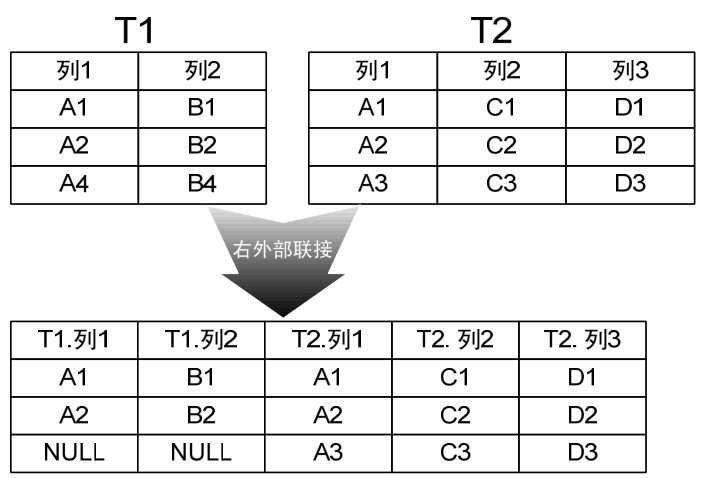 T1 T2
列1 列2 列1 列2 列3
A1 B1 A1 C1 D1
A2 B2 A2 C2 D2
A4 B4 A3 C3 D3
右外部联接
T1.列1 T1.列2 T2.列1 T2. 列2 T2. 列3
A1 B1 A1 C1 D1
A2 B2 A2 C2 D2
NULL NULL A3 C3 D3